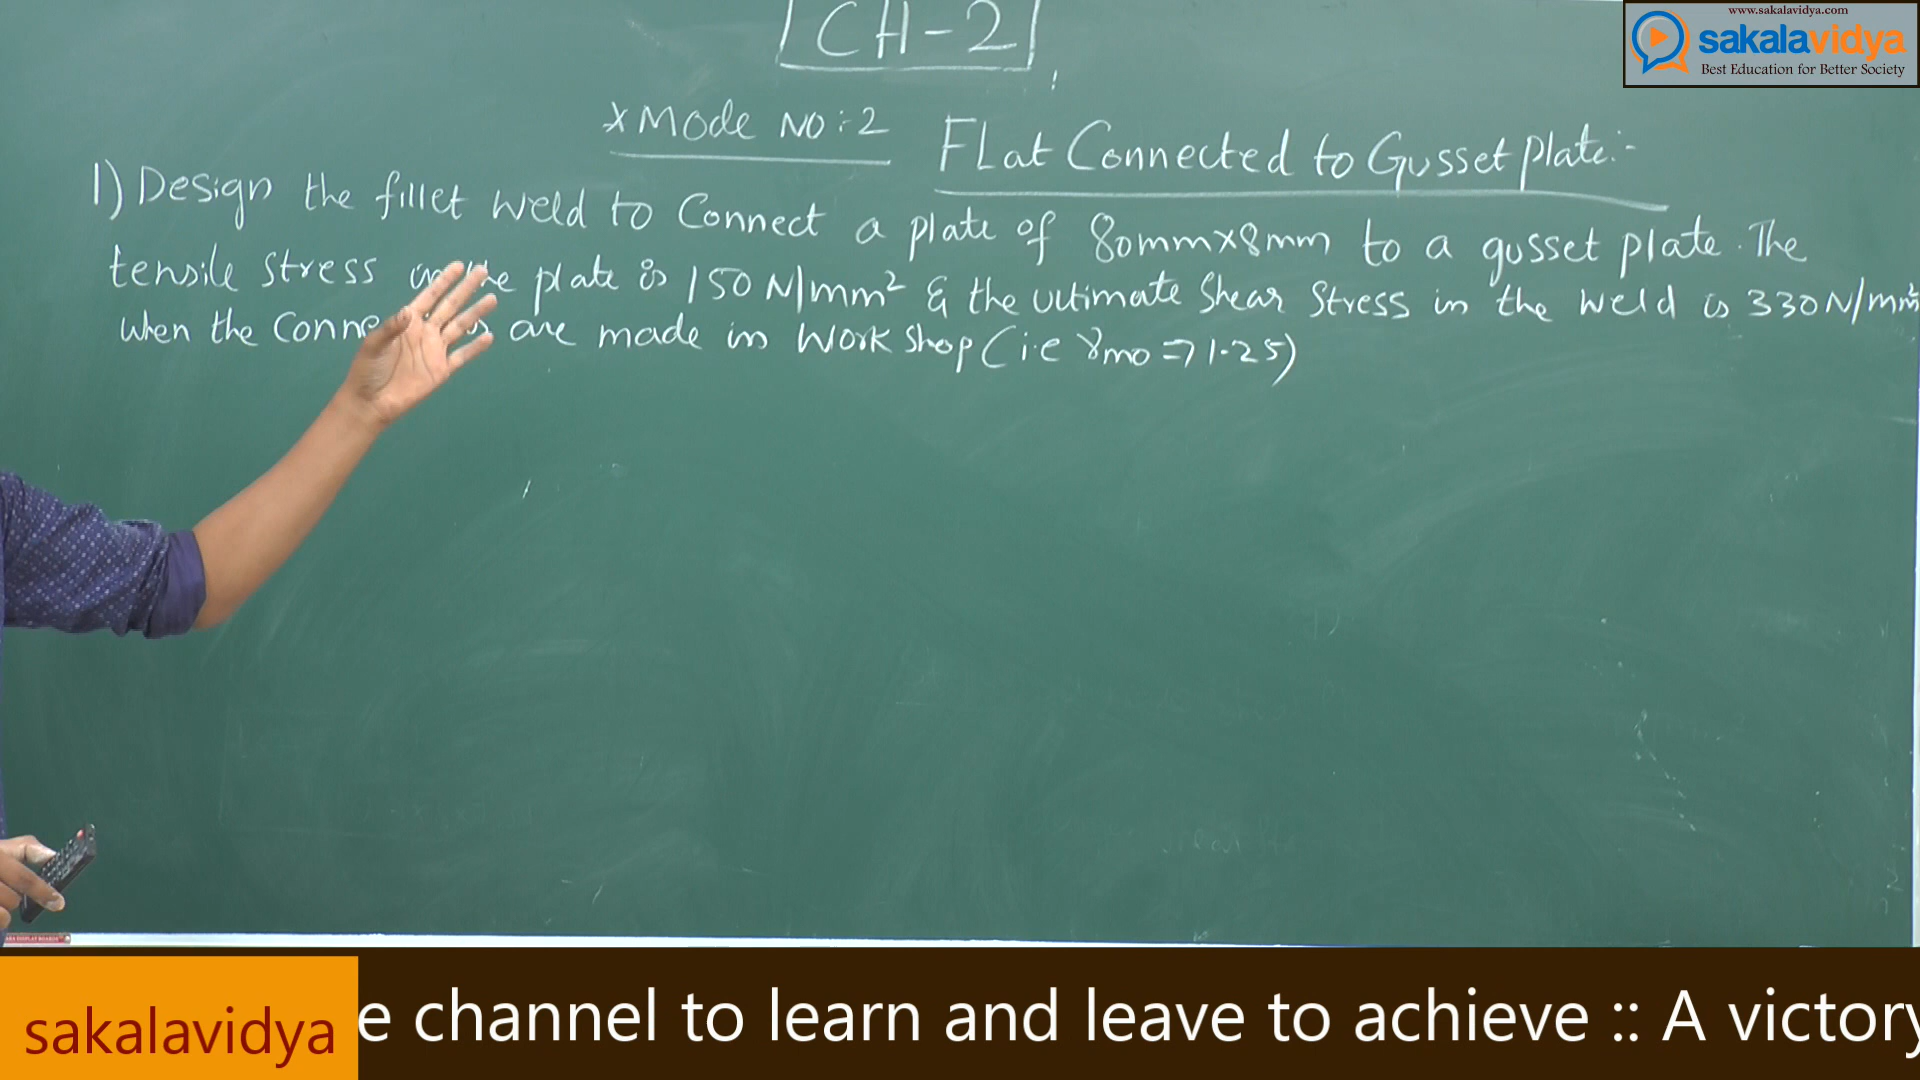 CH-2
www.sakalavidya.com
sakalavidya
Best Education for Better Society
x Mode NO:-2
Flat Connected to Gusset plate:-
1) Design the fillet weld to Connect a plate of 80mmx8mm to a gusset plate. The
tensile stress plate is 150 N/mm² & the ultimate Shear Stress in the weld is 330N/mm²
when the are made in Work shop (i.e γmo => 1.25)
sakalavidya
e channel to learn and leave to achieve :: A victory